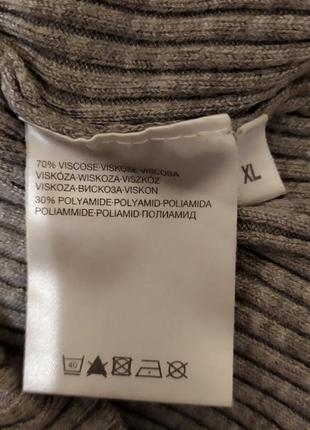 70% VISCOSE·VISKOSE·VISCOSA
VISKÓZA·WISKOZA·VISZKÓZ
VISKOZA·ВИСКОЗА·VISKON
30% POLYAMIDE·POLYAMID·POLIAMIDA
POLIAMMIDE·POLIAMID·ПОЛИАМИД
XL
40